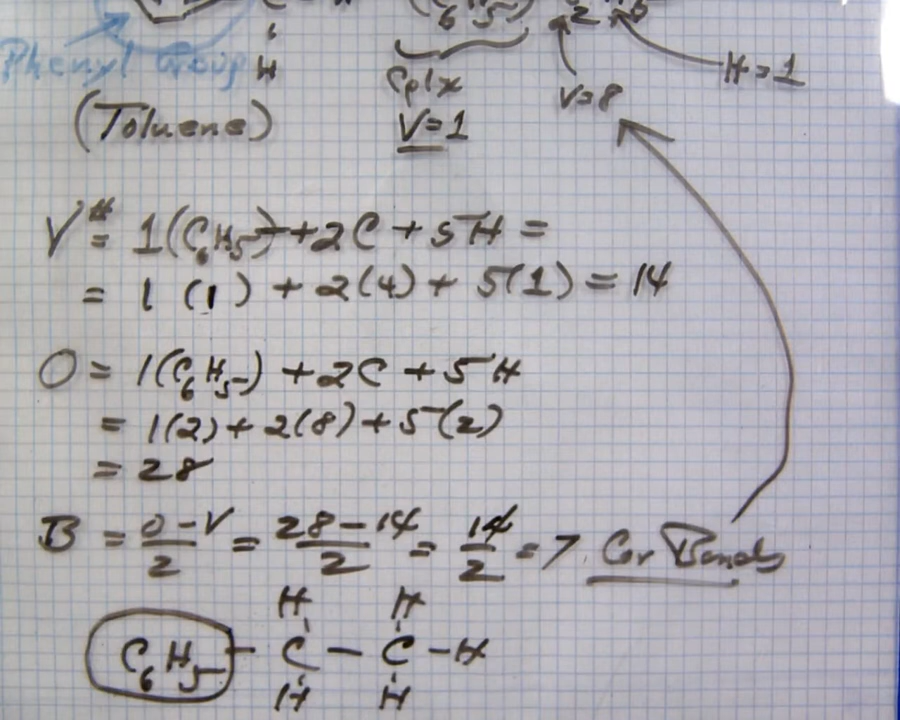 (C6H5) C2H5
Phenyl Group
H
Cplx
V=8
H=1
(Toluene)
V=1
V# = 1(C6H5) + 2C + 5H =
= 1 (1) + 2(4) + 5(1) = 14
O = 1(C6H5) + 2C + 5H
= 1(2) + 2(8) + 5(2)
= 28
B = O-V/2 = 28-14/2 = 14/2 = 7 Cov Bonds
H H
C6H5 - C - C - H
H H